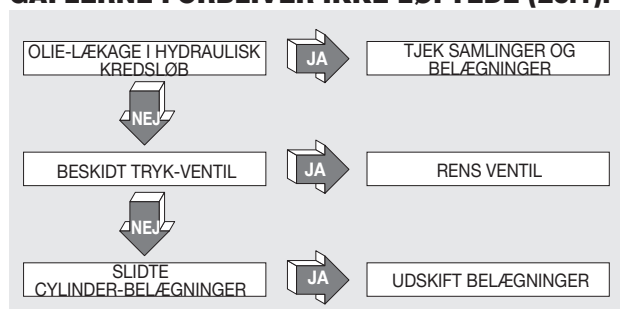 OLIE-LÆKAGE I HYDRAULISK
KREDSLØB
JA
TJEK SAMLINGER OG
BELÆGNINGER
NEJ
BESKIDT TRYK-VENTIL
JA
RENS VENTIL
NEJ
SLIDTE
CYLINDER-BELÆGNINGER
JA
UDSKIFT BELÆGNINGER